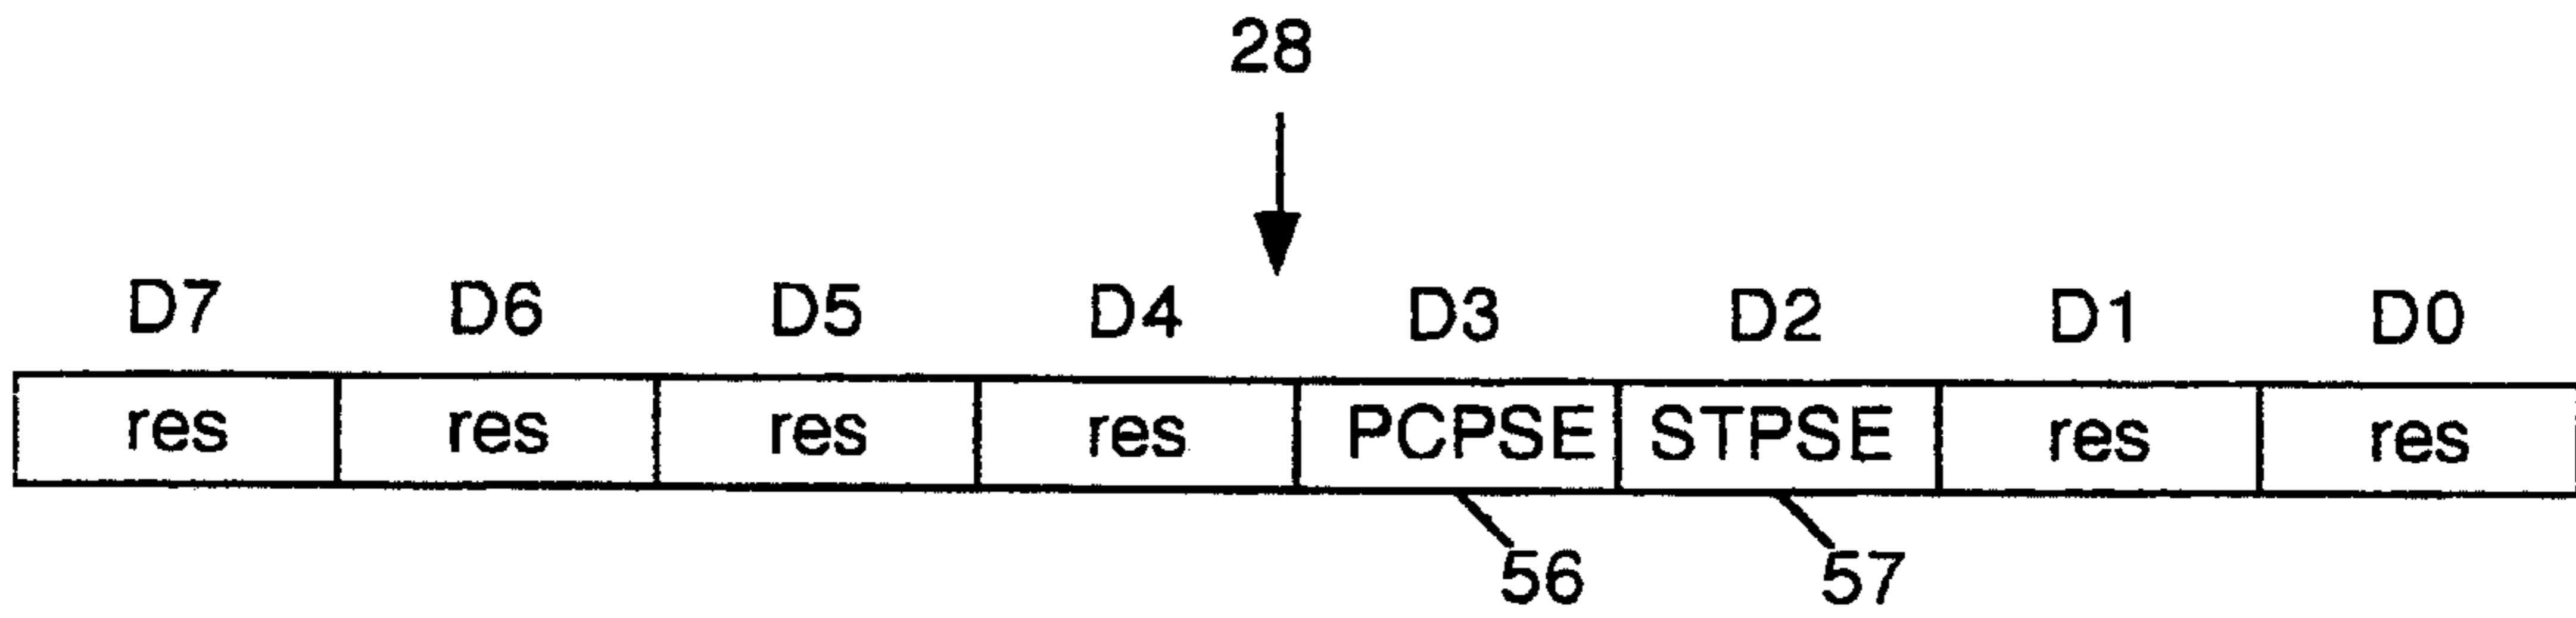 28
D7 D6 D5 D4 D3 D2 D1 D0
res res res res PCPSE STPSE res res
56 57